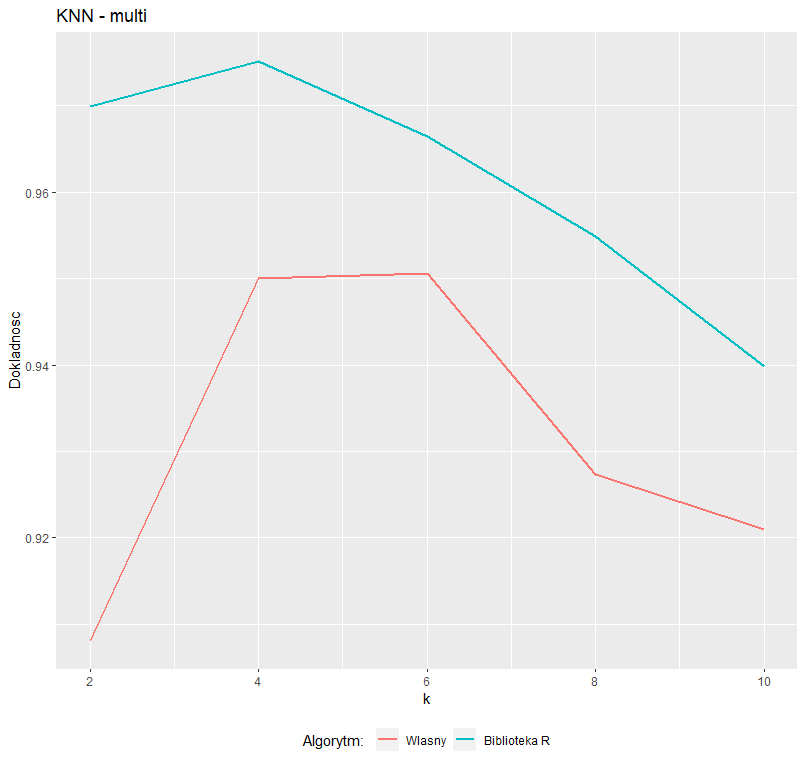 KNN - multi
Dokladnosc
0.96
0.94
0.92
2 4 6 8 10
k
Algorytm: Wlasny Biblioteka R